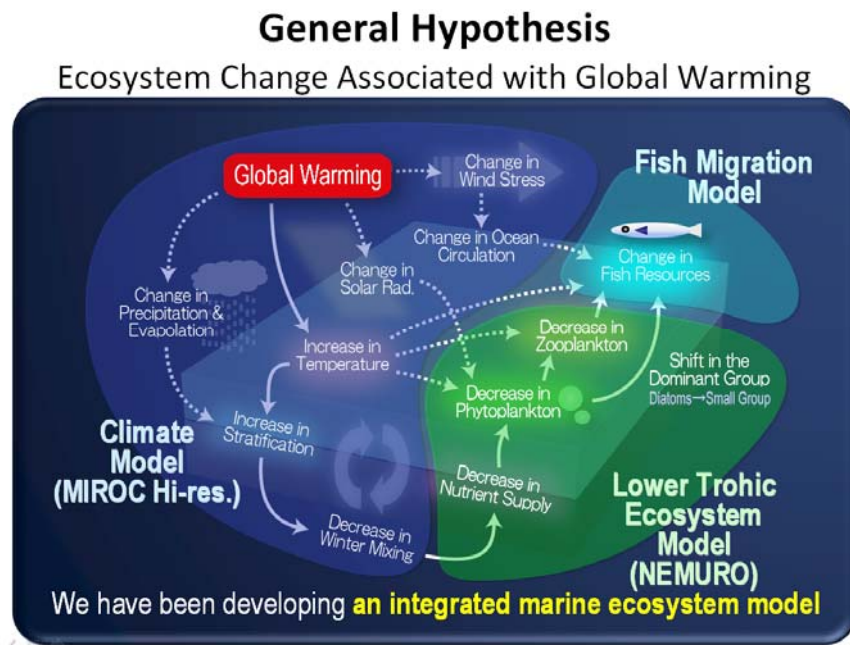 General Hypothesis
Ecosystem Change Associated with Global Warming
Global Warming
Change in
Wind Stress
Fish Migration
Model
Change in Ocean
Circulation
Change in
Fish Resources
Change in
Solar Rad.
Change in
Precipitation &
Evapolation
Increase in
Temperature
Decrease in
Zooplankton
Shift in the
Dominant Group
Diatoms→Small Group
Decrease in
Phytoplankton
Increase in
Stratification
Climate
Model
(MIROC Hi-res.)
Decrease in
Nutrient Supply
Lower Trohic
Ecosystem
Model
(NEMURO)
Decrease in
Winter Mixing
We have been developing an integrated marine ecosystem model